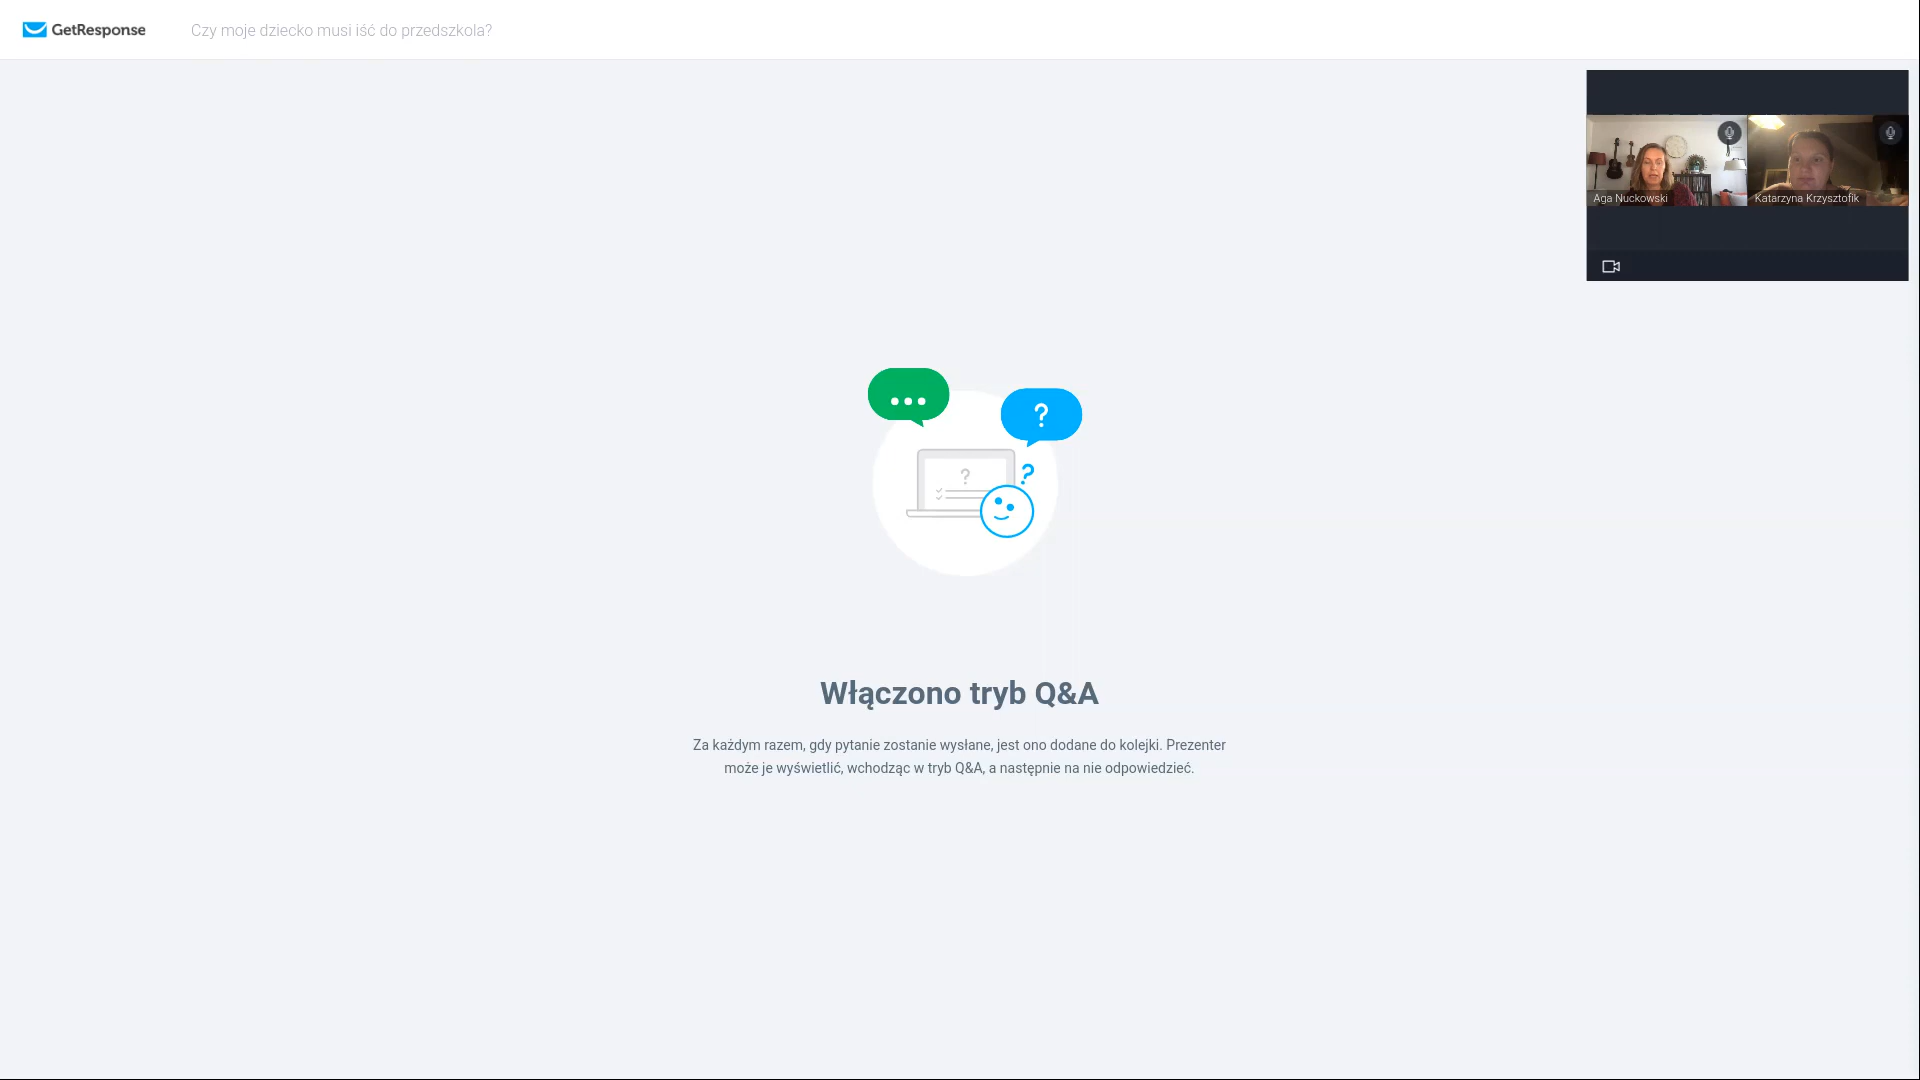 GetResponse
Czy moje dziecko musi iść do przedszkola?
Aga Nuckowski
Katarzyna Krzysztofik
?
?
?
?
Włączono tryb Q&A
Za każdym razem, gdy pytanie zostanie wysłane, jest ono dodane do kolejki. Prezenter
może je wyświetlić, wchodząc w tryb Q&A, a następnie na nie odpowiedzieć.